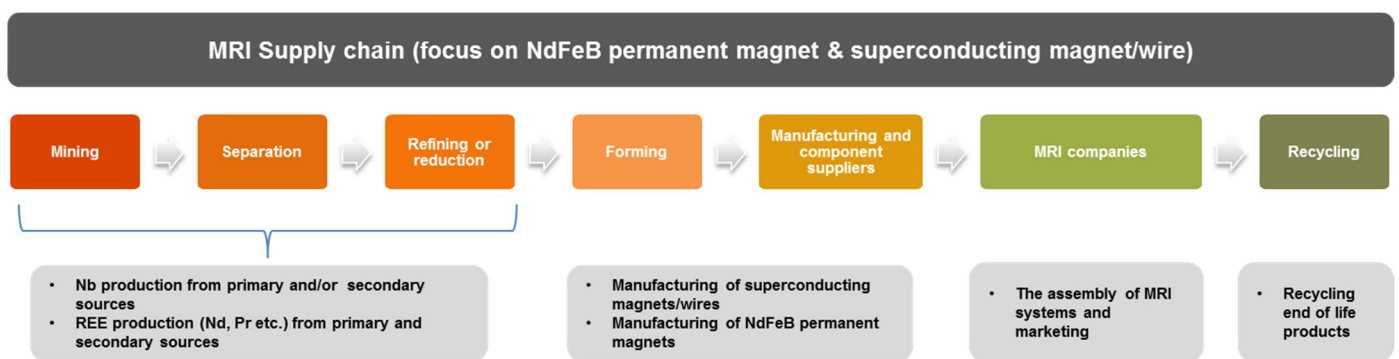 MRI Supply chain (focus on NdFeB permanent magnet & superconducting magnet/wire)
Mining
Separation
Refining or
reduction
Forming
Manufacturing and
component
suppliers
MRI companies
Recycling
• Nb production from primary and/or secondary
sources
• REE production (Nd, Pr etc.) from primary and
secondary sources
• Manufacturing of superconducting
magnets/wires
• Manufacturing of NdFeB permanent
magnets
• The assembly of MRI
systems and
marketing
• Recycling
end of life
products